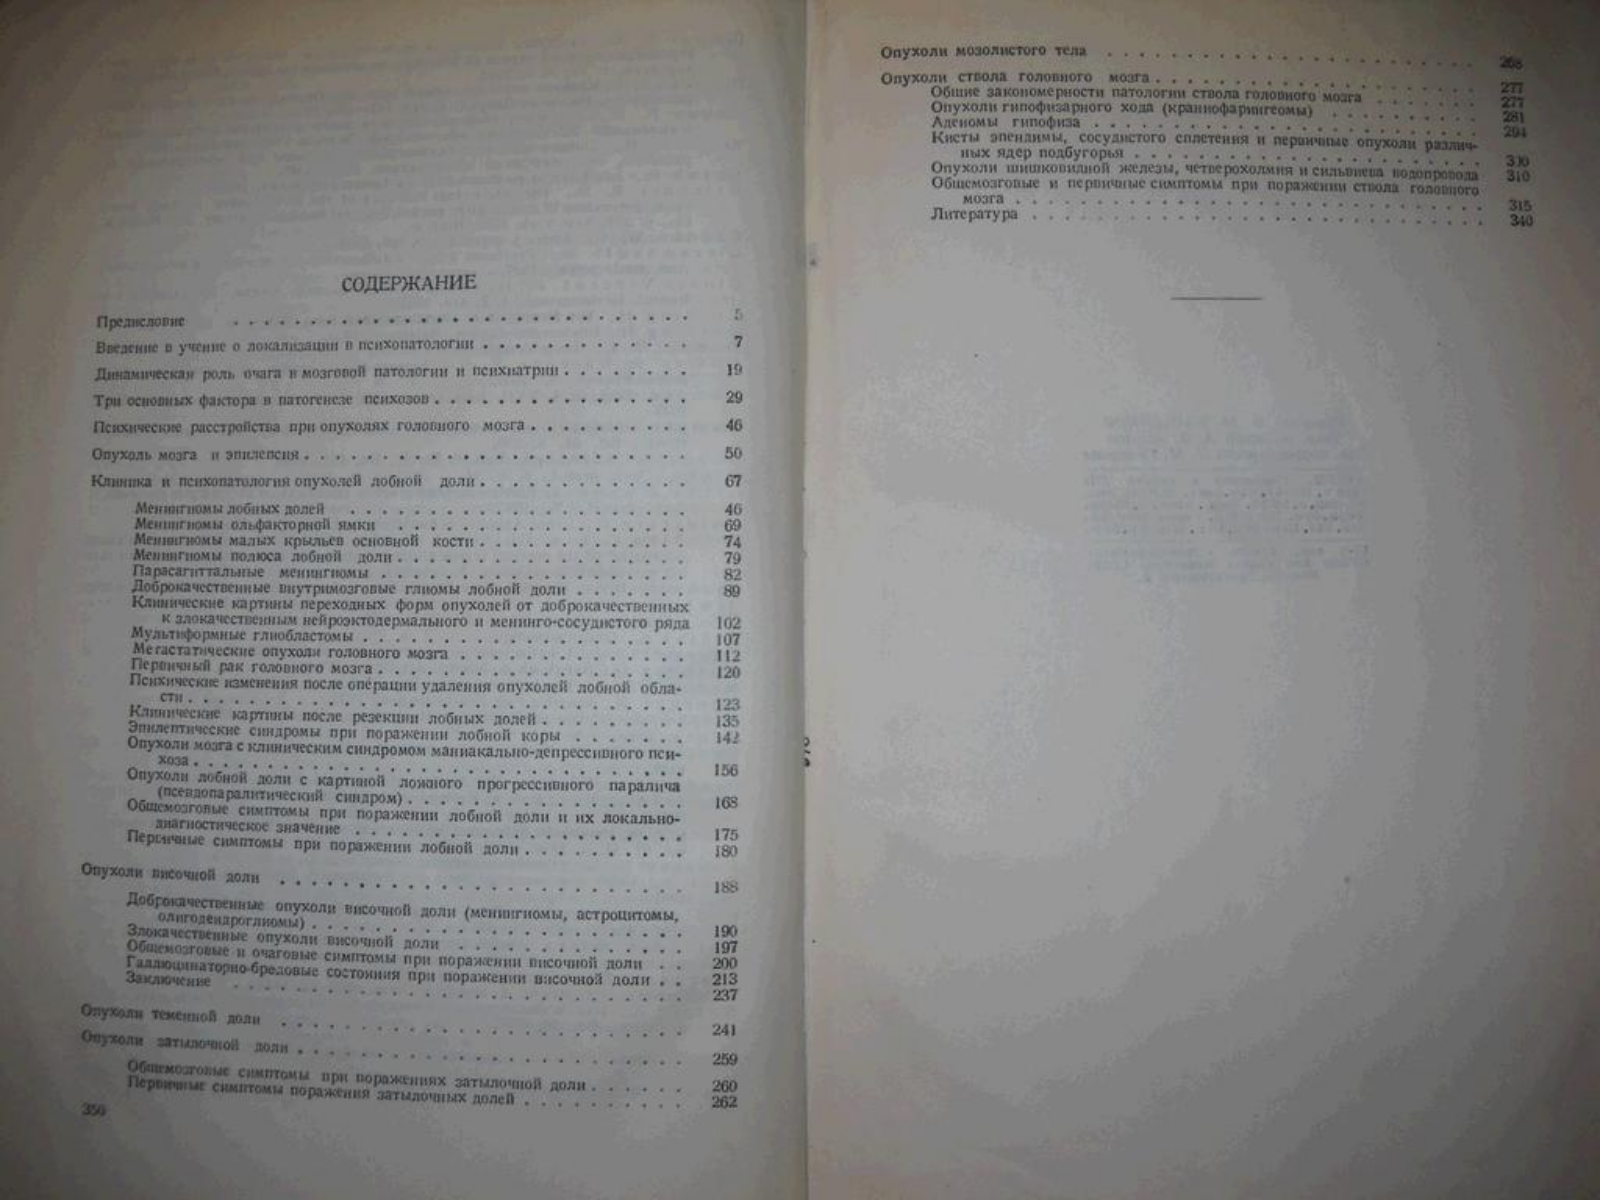 СОДЕРЖАНИЕ
Предисловие . . . . . . . . . . 5
Введение в учение о локализации в психопатологии . . . . . . . . . . 7
Динамическая роль очага в мозговой патологии и психиатрии . . . . . . . . 19
Три основных фактора в патогенезе психозов . . . . . . . . . . 29
Психические расстройства при опухолях головного мозга . . . . . . . . . . 46
Опухоль мозга и эпилепсия . . . . . . . . . . 50
Клиника и психопатология опухолей лобной доли . . . . . . . . . . 67
Менингиомы лобных долей . . . . . . . . . . 46
Менингиомы ольфакторной ямки . . . . . . . . . . 69
Менингиомы малых крыльев основной кости . . . . . . . . . . 74
Менингиомы полюса лобной доли . . . . . . . . . . 79
Парасагиттальные менингиомы . . . . . . . . . . 82
Доброкачественные внутримозговые глиомы лобной доли . . . . . . . 89
Клинические картины переходных форм опухолей от доброкачественных
к злокачественным нейроэктодермального и менинго-сосудистого ряда 102
Мультиформные глиобластомы . . . . . . . . . . 107
Метастатические опухоли головного мозга . . . . . . . . . . 112
Первичный рак головного мозга . . . . . . . . . . 120
Психические изменения после операции удаления опухолей лобной обла-
сти . . . . . . . . . . 123
Клинические картины после резекции лобных долей . . . . . . . . . 135
Эпилептические синдромы при поражении лобной коры . . . . . . . 142
Опухоли мозга с клиническим синдромом маниакально-депрессивного пси-
хоза . . . . . . . . . . 156
Опухоли лобной доли с картиной ложного прогрессивного паралича
(псевдопаралитический синдром) . . . . . . . . . . 168
Общемозговые симптомы при поражении лобной доли и их локально-
диагностическое значение . . . . . . . . . . 175
Первичные симптомы при поражении лобной доли . . . . . . . . . . 180
Опухоли височной доли . . . . . . . . . . 188
Доброкачественные опухоли височной доли (менингиомы, астроцитомы,
олигодендроглиомы) . . . . . . . . . . 190
Злокачественные опухоли височной доли . . . . . . . . . . 197
Общемозговые и очаговые симптомы при поражении височной доли . . 200
Галлюцинаторно-бредовые состояния при поражении височной доли . . 213
Заключение . . . . . . . . . . 237
Опухоли теменной доли . . . . . . . . . . 241
Опухоли затылочной доли . . . . . . . . . . 259
Общемозговые симптомы при поражениях затылочной доли . . . . . . 260
Первичные симптомы поражения затылочных долей . . . . . . . . . . 262
350
Опухоли мозолистого тела . . . . . . . . . . 268
Опухоли ствола головного мозга . . . . . . . . . . 277
Общие закономерности патологии ствола головного мозга . . . . . . . 277
Опухоли гипофизарного хода (краниофарингеомы) . . . . . . . . . . 281
Аденомы гипофиза . . . . . . . . . . 294
Кисты эпендимы, сосудистого сплетения и первичные опухоли различ-
ных ядер подбугорья . . . . . . . . . . 300
Опухоли шишковидной железы, четверохолмия и сильвиева водопровода 310
Общемозговые и первичные симптомы при поражении ствола головного
мозга . . . . . . . . . . 315
Литература . . . . . . . . . . 340